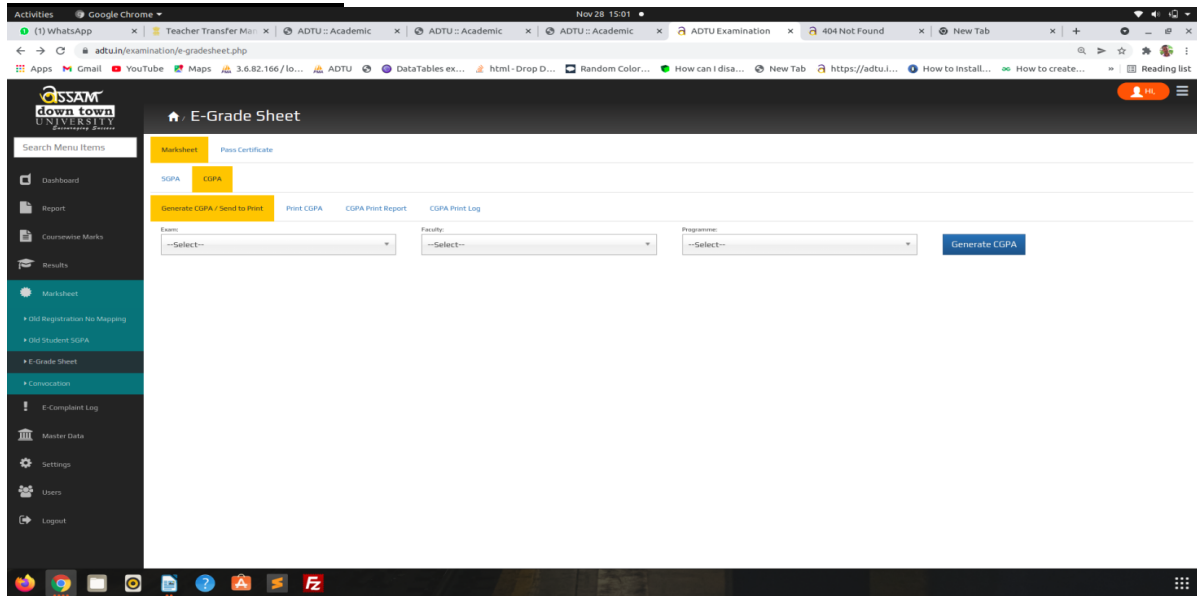 Activities Google Chrome Nov 28 15:01
(1) WhatsApp Teacher Transfer Man ADTU :: Academic ADTU :: Academic ADTU :: Academic ADTU Examination 404 Not Found New Tab
adtu.in/examination/e-gradesheet.php
Apps Gmail YouTube Maps 3.6.82.166/lo... ADTU DataTables ex... html - Drop D... Random Color... How can I disa... New Tab https://adtu.i... How to Install... How to create... » Reading list
ASSAM
down town
UNIVERSITY
Encouraging Success
/ E-Grade Sheet
Hi,
Search Menu Items
Dashboard
Report
Coursewise Marks
Results
Marksheet
Old Registration No Mapping
Old Student SGPA
E-Grade Sheet
Convocation
E-Complaint Log
Master Data
Settings
Users
Logout
Marksheet Pass Certificate
SGPA CGPA
Generate CGPA / Send to Print Print CGPA CGPA Print Report CGPA Print Log
Exam: Faculty: Programme:
--Select-- --Select-- --Select-- Generate CGPA